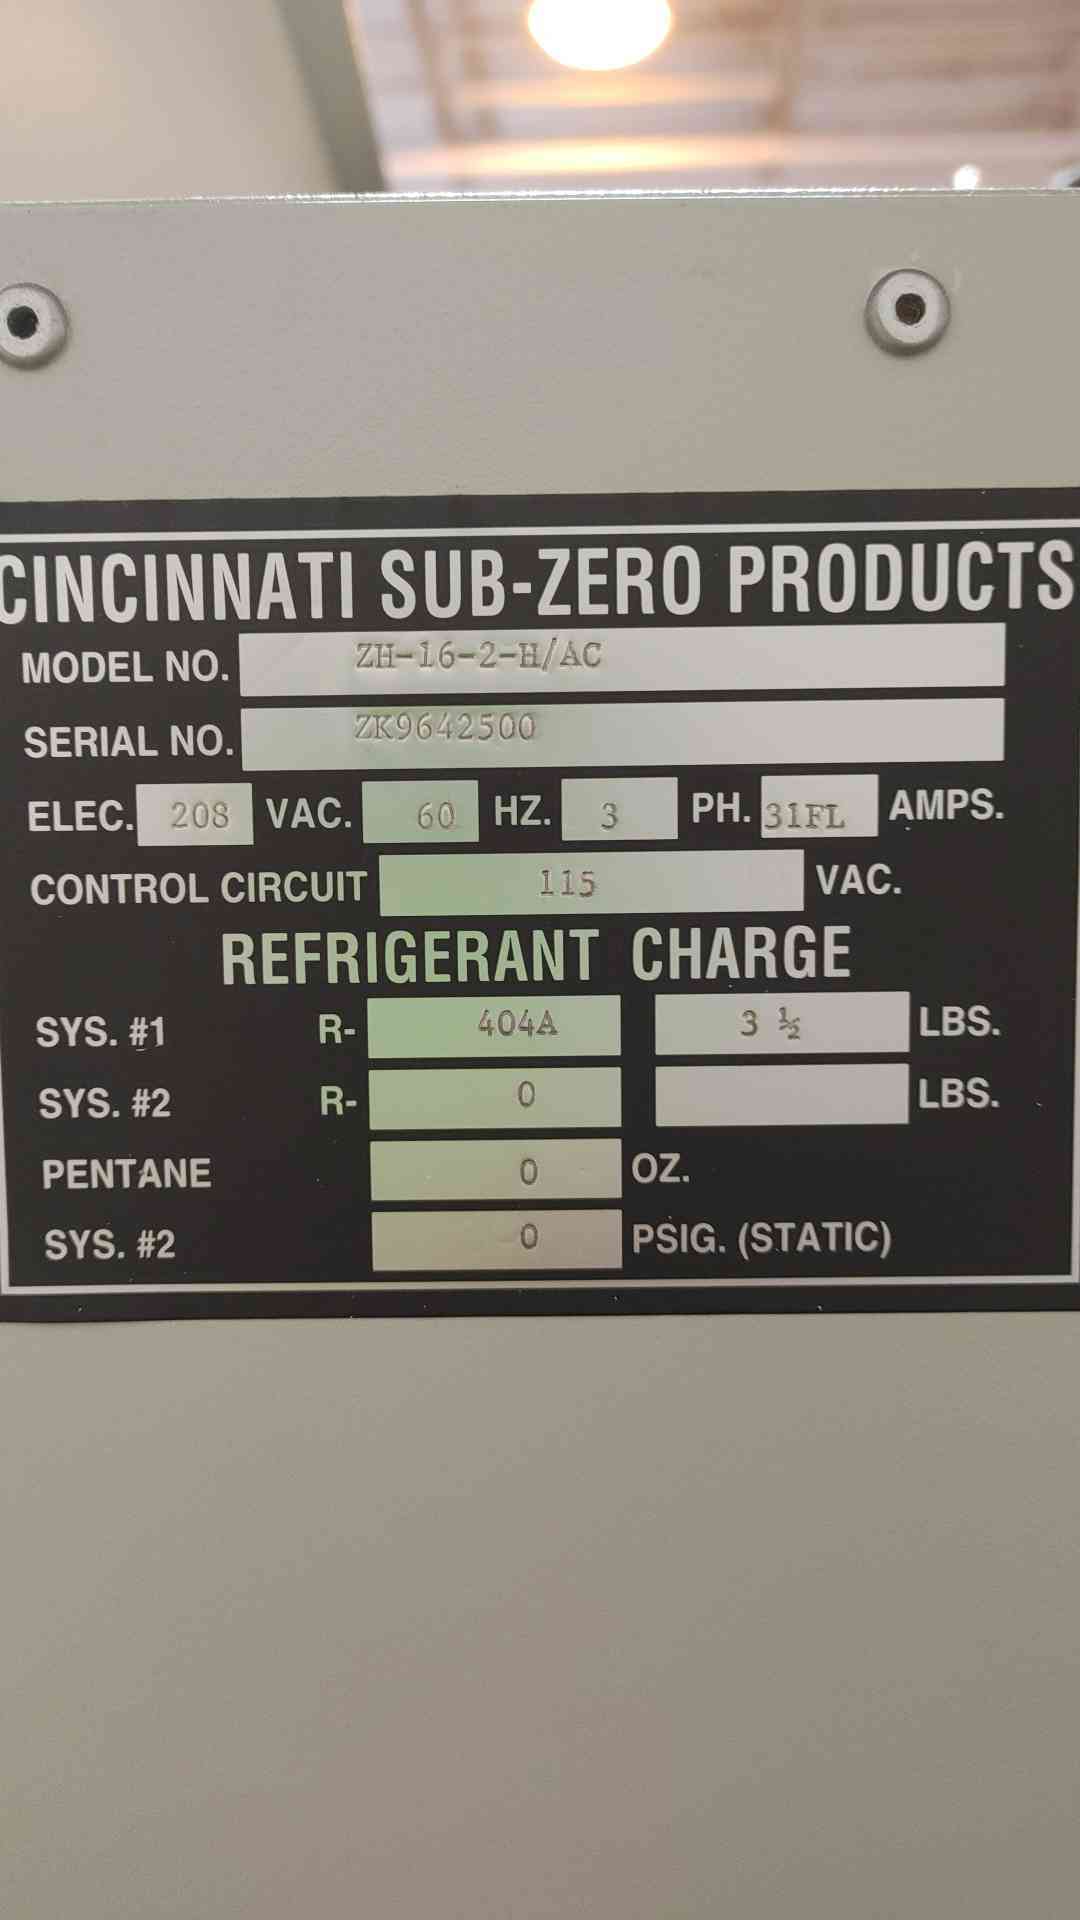 CINCINNATI SUB-ZERO PRODUCTS
MODEL NO. ZH-16-2-H/AC
SERIAL NO. ZK9642500
ELEC. 208 VAC. 60 HZ. 3 PH. 31FL AMPS.
CONTROL CIRCUIT 115 VAC.
REFRIGERANT CHARGE
SYS. #1 R- 404A 3 ½ LBS.
SYS. #2 R- 0 LBS.
PENTANE 0 OZ.
SYS. #2 0 PSIG. (STATIC)